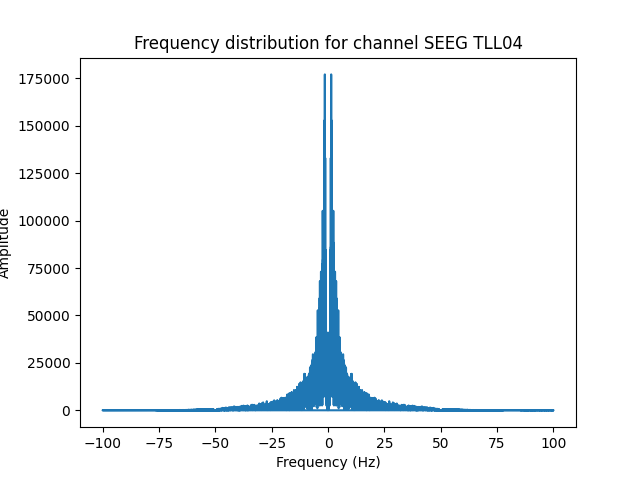 Frequency distribution for channel SEEG TLL04
175000
150000
125000
100000
75000
50000
25000
0
Amplitude
−100 −75 −50 −25 0 25 50 75 100
Frequency (Hz)